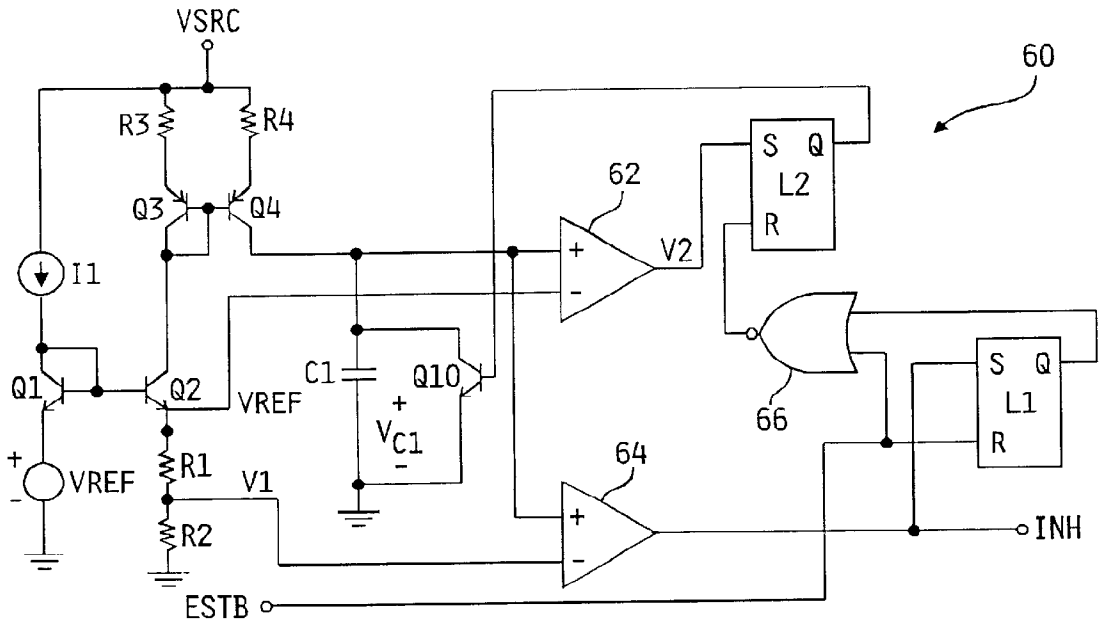 VSRC
60
R3
R4
62
S
Q
L2
R
Q3
Q4
+
-
V2
I1
Q1
Q2
VREF
C1
Q10
+
VC1
-
66
S
Q
L1
R
+
-
VREF
R1
V1
R2
64
+
-
INH
ESTB